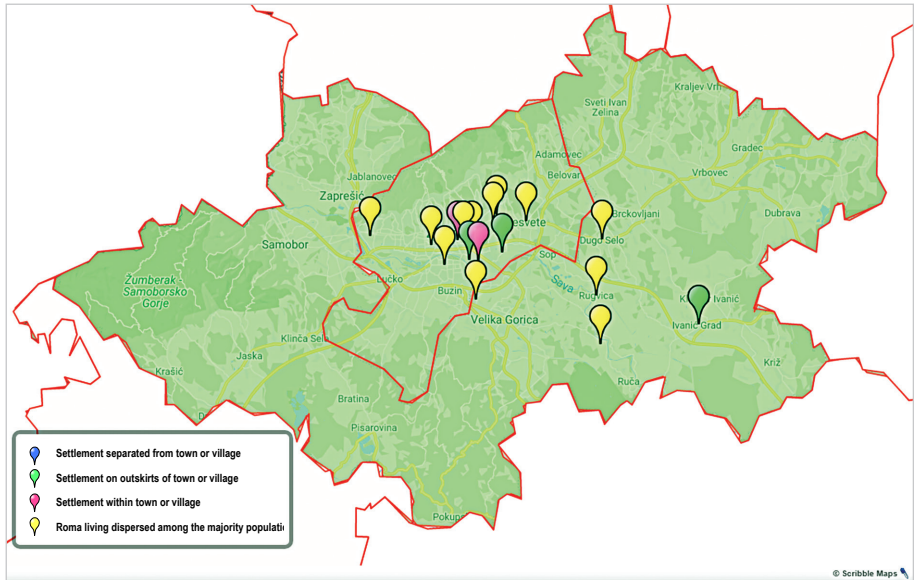 Kraljev Vrh
Sveti Ivan
Zelina
Gradec
Adamovec
Vrbovec
Jablanovec
Belovar
Zaprešić
Brckovljani
Dubrava
Dugo Selo
Samobor
Sop
Lučko
Sava
Žumberak -
Samoborsko
Gorje
Buzin
Rugvica
Velika Gorica
Ivanić Grad
Klinča Sela
Jaska
Križ
Krašić
Ruča
Bratina
Pisarovina
Settlement separated from town or village
Settlement on outskirts of town or village
Settlement within town or village
Roma living dispersed among the majority populati
© Scribble Maps